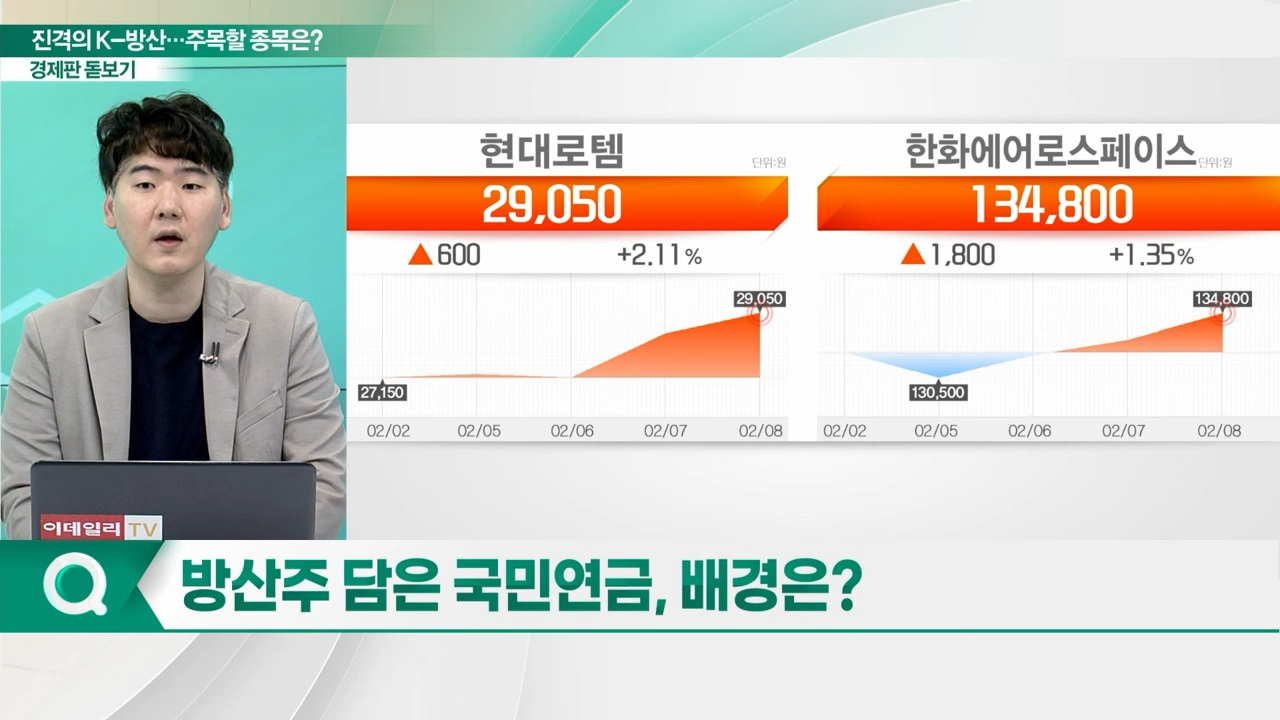 진격의 K-방산…주목할 종목은?
경제판 돋보기
현대로템
단위:원
29,050
▲600 +2.11%
29,050
27,150
02/02 02/05 02/06 02/07 02/08
한화에어로스페이스
단위:원
134,800
▲1,800 +1.35%
134,800
130,500
02/02 02/05 02/06 02/07 02/08
이데일리TV
방산주 담은 국민연금, 배경은?